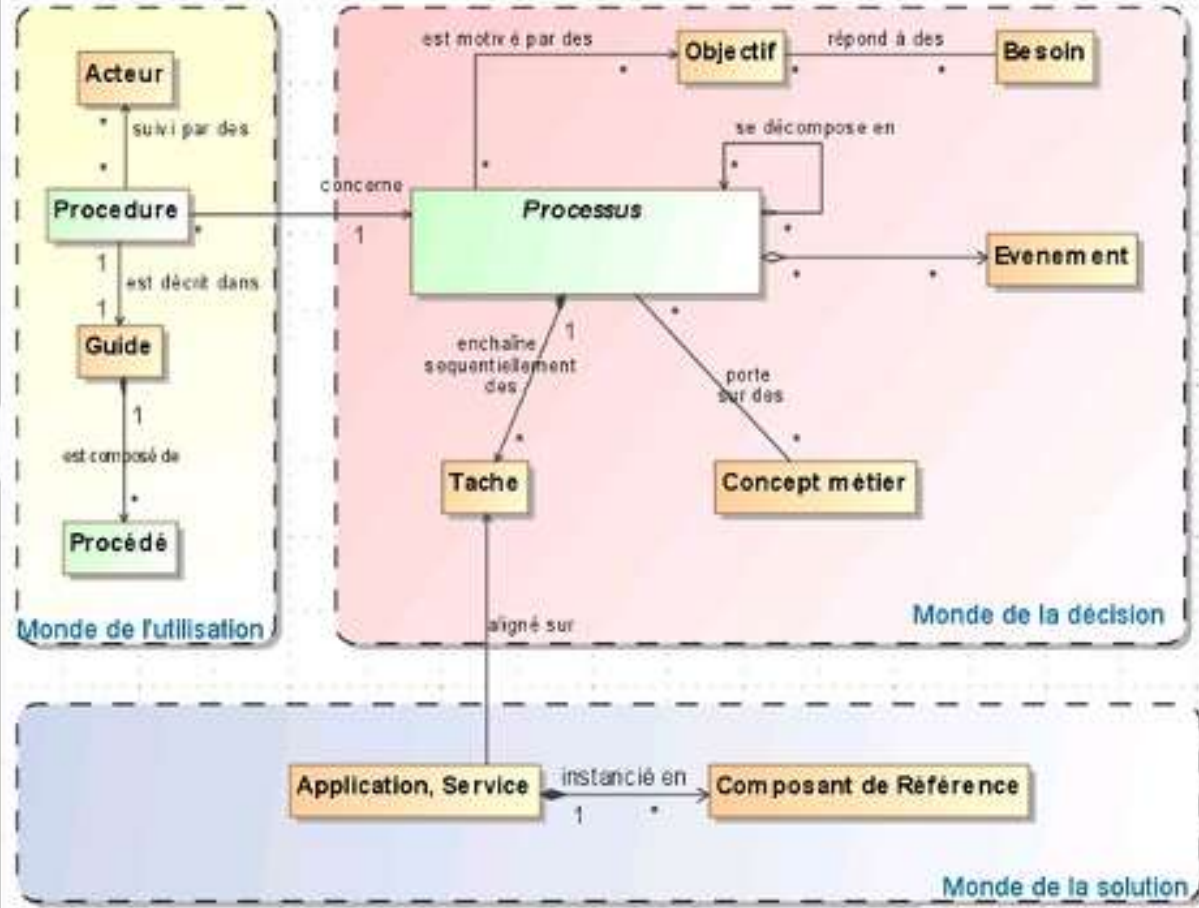 est motivé par des
Objectif
répond à des
Besoin
*
*
*
Acteur
*
suivi par des
*
se décompose en
*
*
concerne
Procedure
*
1
Processus
*
*
*
Evenement
1
est décrit dans
1
Guide
1
est composé de
*
Procédé
Monde de l'utilisation
1
enchaîne
sequentiellement
des
*
*
porte
sur des
*
Tache
Concept métier
aligné sur
Monde de la décision
Application, Service
instancié en
1
*
Composant de Référence
Monde de la solution